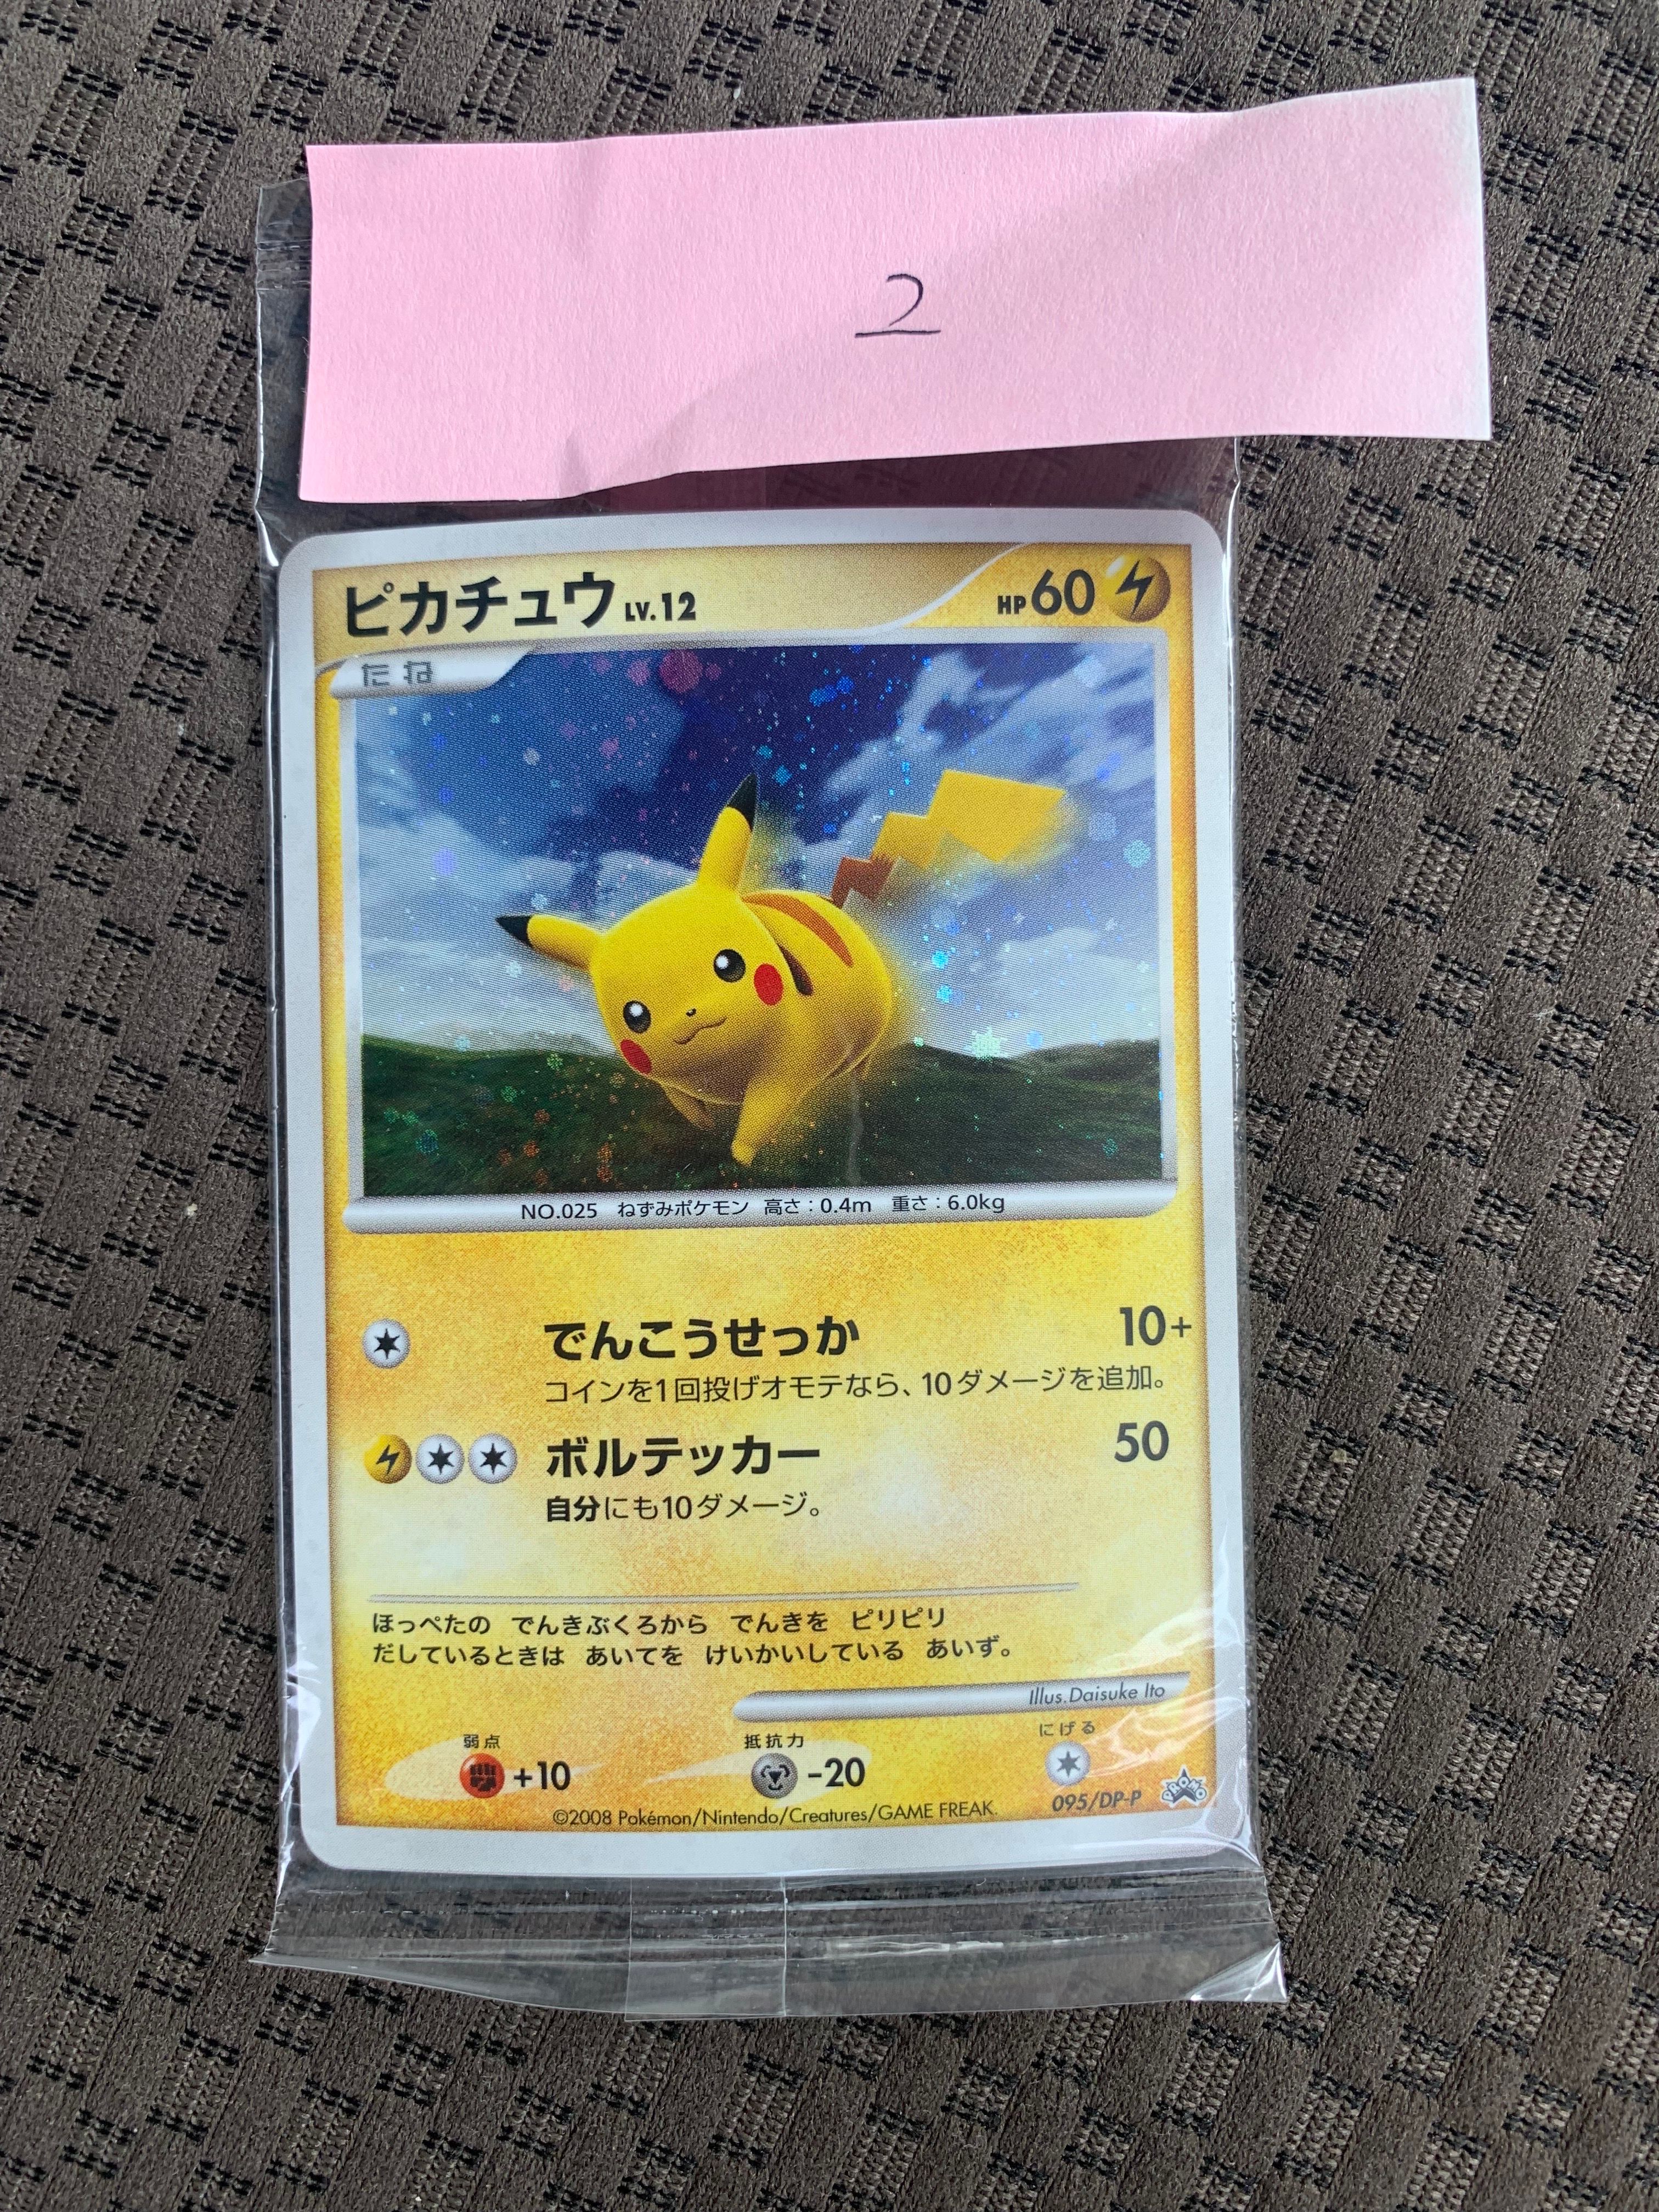 2
ピカチュウ LV.12 HP60
たね
NO.025 ねずみポケモン 高さ：0.4m 重さ：6.0kg
でんこうせっか 10+
コインを1回投げオモテなら、10ダメージを追加。
ボルテッカー 50
自分にも10ダメージ。
ほっぺたの でんきぶくろから でんきを ピリピリ
だしているときは あいてを けいかいしている あいず。
Illus.Daisuke Ito
弱点 抵抗力 にげる
+10 -20
095/DP-P PROMO
©2008 Pokémon/Nintendo/Creatures/GAME FREAK.